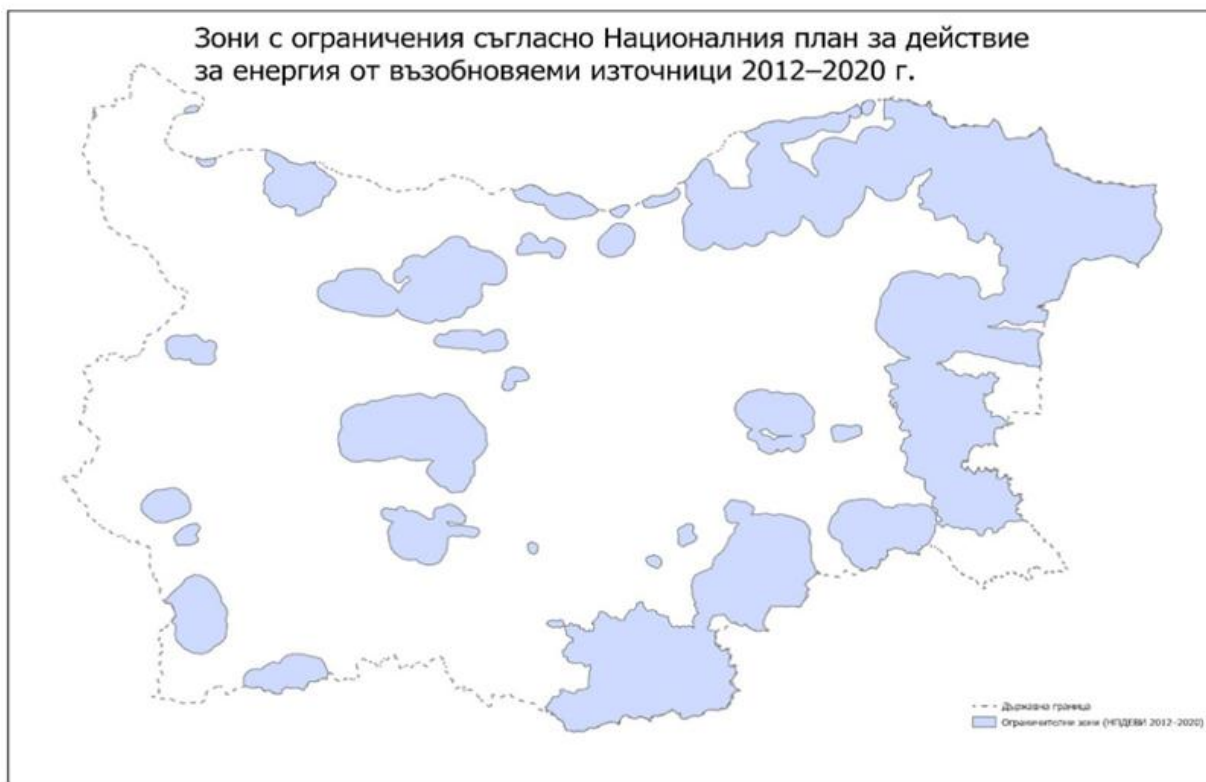 Зони с ограничения съгласно Националния план за действие
за енергия от възобновяеми източници 2012–2020 г.
Държавна граница
Ограничителни зони (НПДЕВИ 2012–2020)